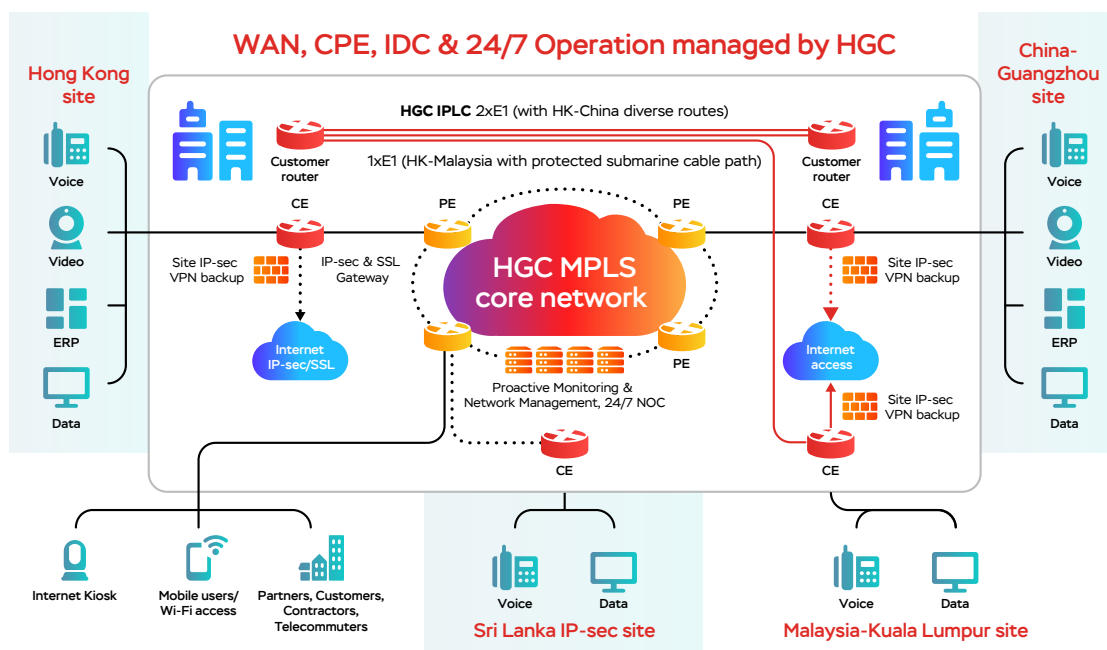 WAN, CPE, IDC & 24/7 Operation managed by HGC
Hong Kong
site
Voice
Video
ERP
Data
China-
Guangzhou
site
Voice
Video
ERP
Data
HGC IPLC 2xE1 (with HK-China diverse routes)
Customer
router
1xE1 (HK-Malaysia with protected submarine cable path)
Customer
router
CE
PE
PE
CE
Site IP-sec
VPN backup
IP-sec & SSL
Gateway
HGC MPLS
core network
Site IP-sec
VPN backup
Internet
IP-sec/SSL
PE
Internet
access
Proactive Monitoring &
Network Management, 24/7 NOC
Site IP-sec
VPN backup
CE
CE
Internet Kiosk
Mobile users/
Wi-Fi access
Partners, Customers,
Contractors,
Telecommuters
Voice
Data
Sri Lanka IP-sec site
Voice
Data
Malaysia-Kuala Lumpur site